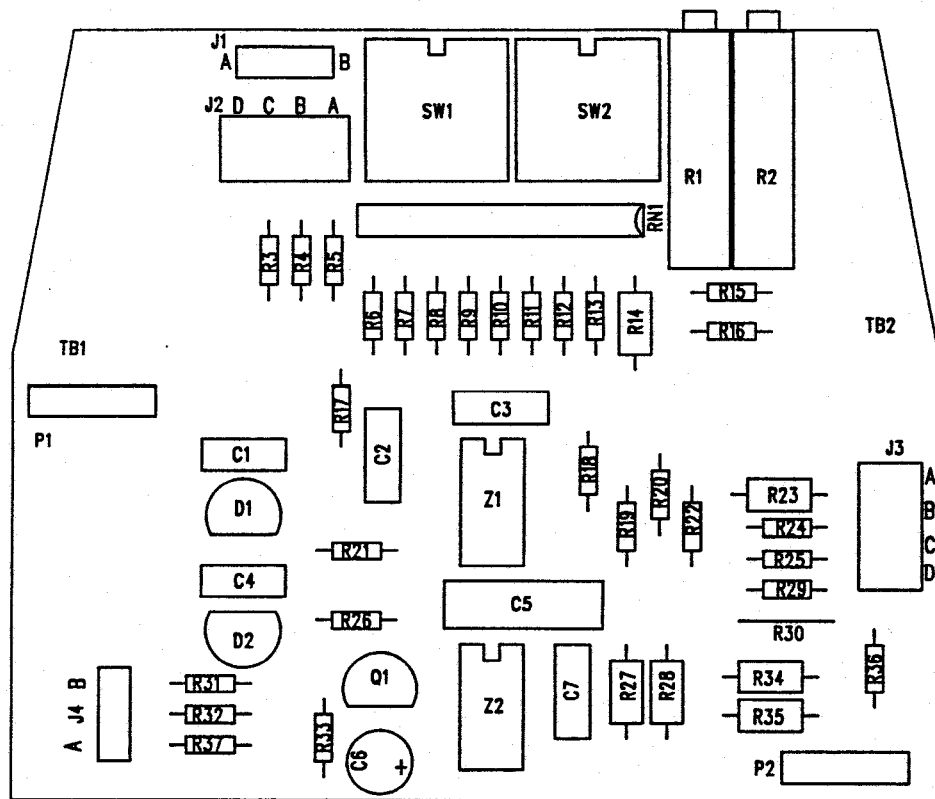 J1
A B
J2 D C B A
SW1
SW2
R1
R2
RN1
R3
R4
R5
R6
R7
R8
R9
R10
R11
R12
R13
R14
R15
R16
TB1
TB2
P1
R17
C2
C3
C1
D1
Z1
R18
R19
R20
R22
R23
R24
R25
R29
J3
A
B
C
D
R21
C4
D2
R26
C5
R30
R36
B
J4
A
R31
R32
R37
R33
Q1
C6 +
Z2
C7
R27
R28
R34
R35
P2